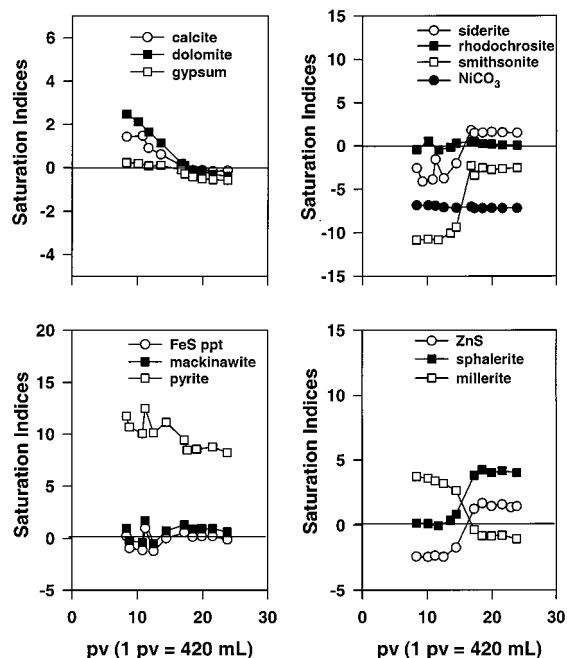 calcite
dolomite
gypsum
Saturation Indices
6
4
2
0
-2
-4
siderite
rhodochrosite
smithsonite
NiCO₃
Saturation Indices
15
10
5
0
-5
-10
-15
FeS ppt
mackinawite
pyrite
Saturation Indices
20
15
10
5
0
-5
0 10 20 30
pv (1 pv = 420 mL)
ZnS
sphalerite
millerite
Saturation Indices
15
10
5
0
-5
0 10 20 30
pv (1 pv = 420 mL)